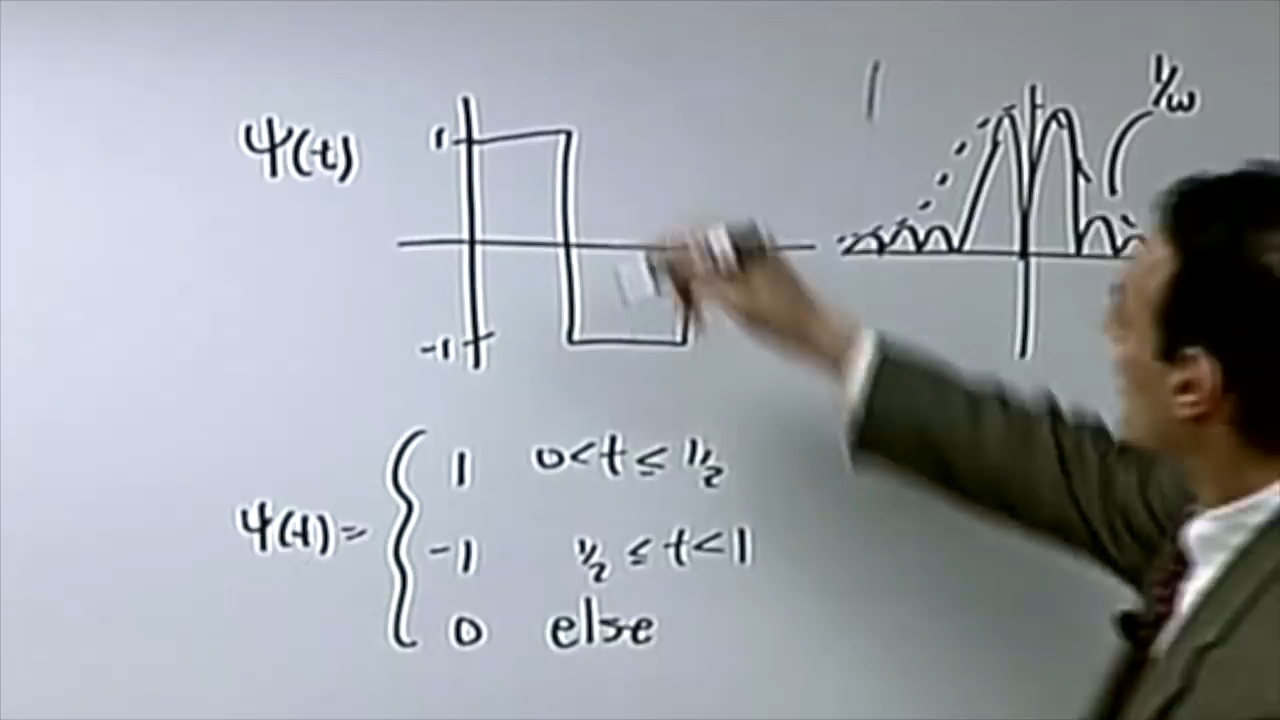 ψ(t)
1
-1
1/ω
ψ(t) = { 1 0<t≤1/2
-1 1/2≤t<1
0 else